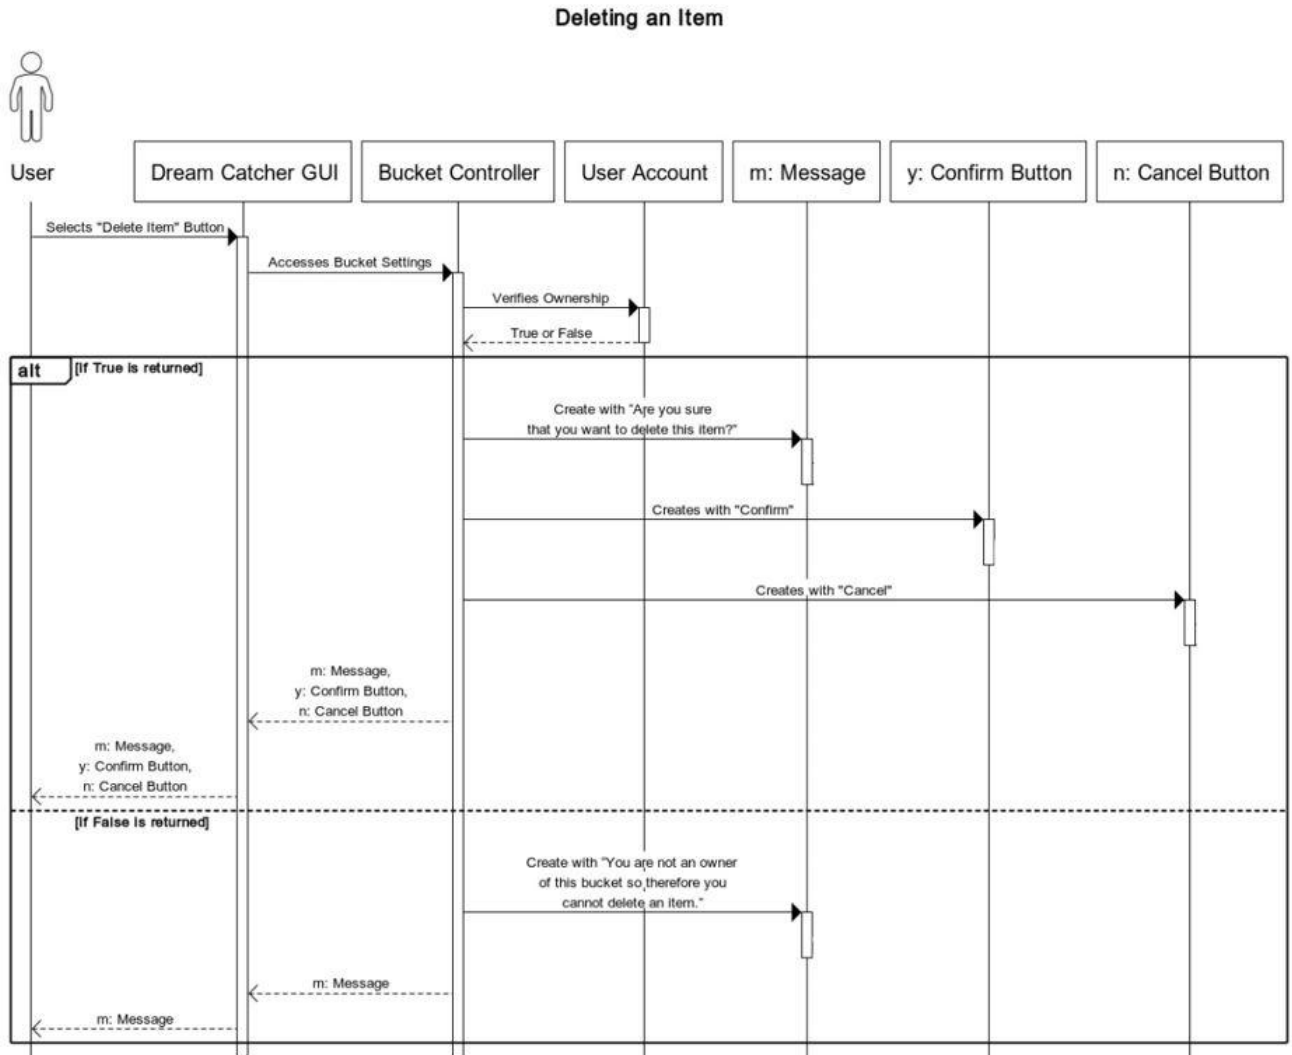 Deleting an Item
User
Dream Catcher GUI
Bucket Controller
User Account
m: Message
y: Confirm Button
n: Cancel Button
Selects "Delete Item" Button
Accesses Bucket Settings
Verifies Ownership
True or False
alt
[If True is returned]
Create with "Are you sure
that you want to delete this item?"
Creates with "Confirm"
Creates with "Cancel"
m: Message,
y: Confirm Button,
n: Cancel Button
m: Message,
y: Confirm Button,
n: Cancel Button
[If False is returned]
Create with "You are not an owner
of this bucket so therefore you
cannot delete an item."
m: Message
m: Message